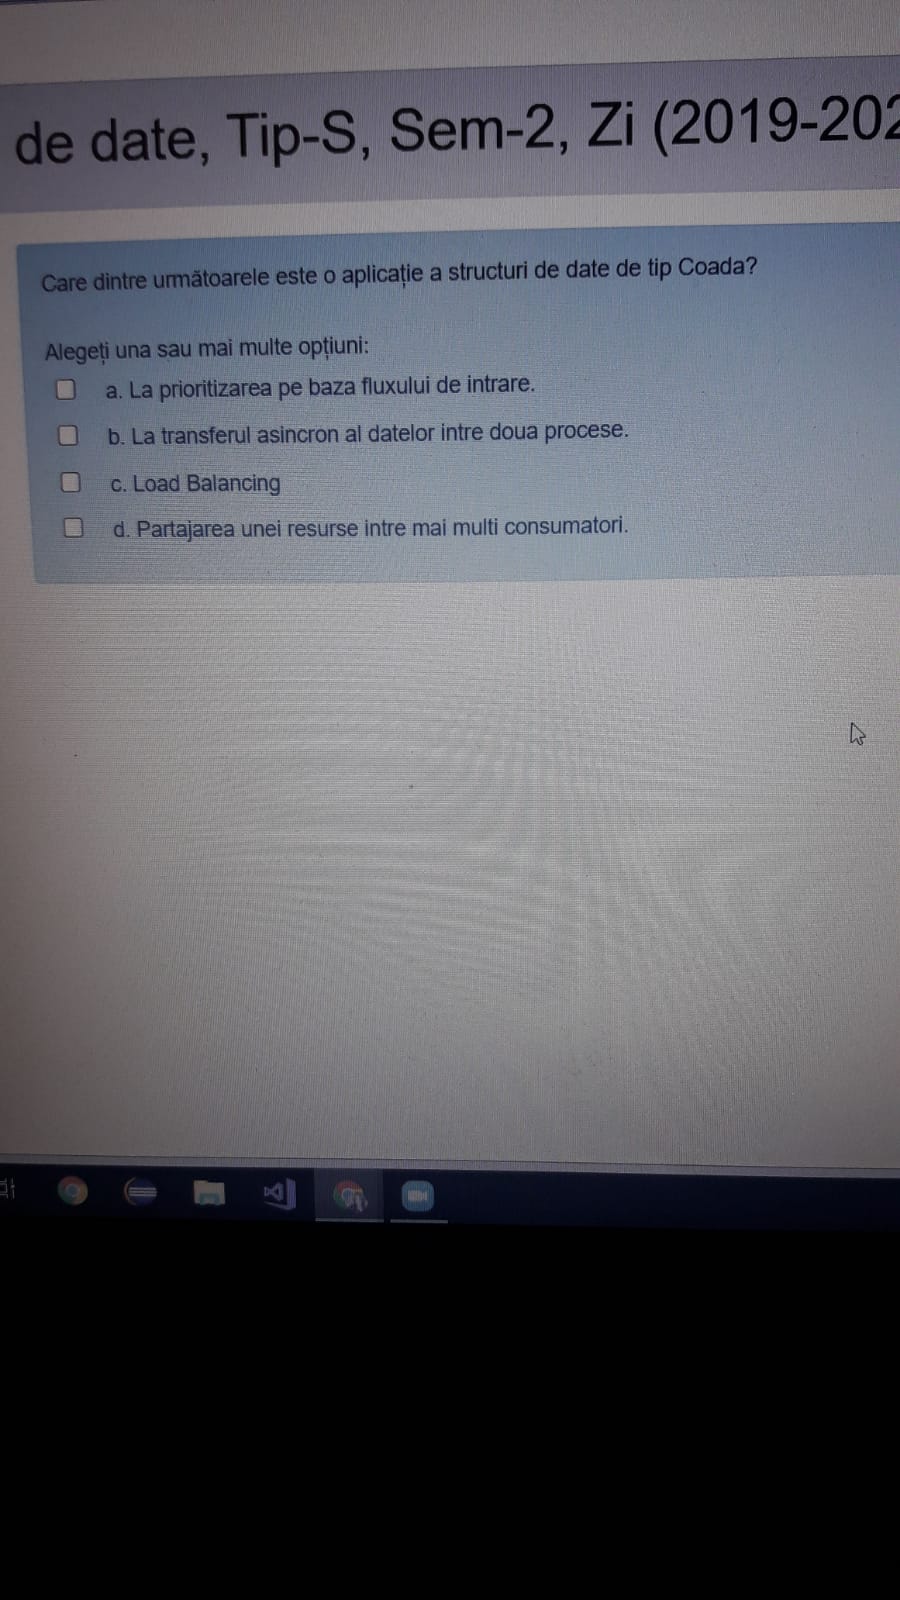 de date, Tip-S, Sem-2, Zi (2019-202
Care dintre următoarele este o aplicație a structuri de date de tip Coada?
Alegeți una sau mai multe opțiuni:
a. La prioritizarea pe baza fluxului de intrare.
b. La transferul asincron al datelor intre doua procese.
c. Load Balancing
d. Partajarea unei resurse intre mai multi consumatori.